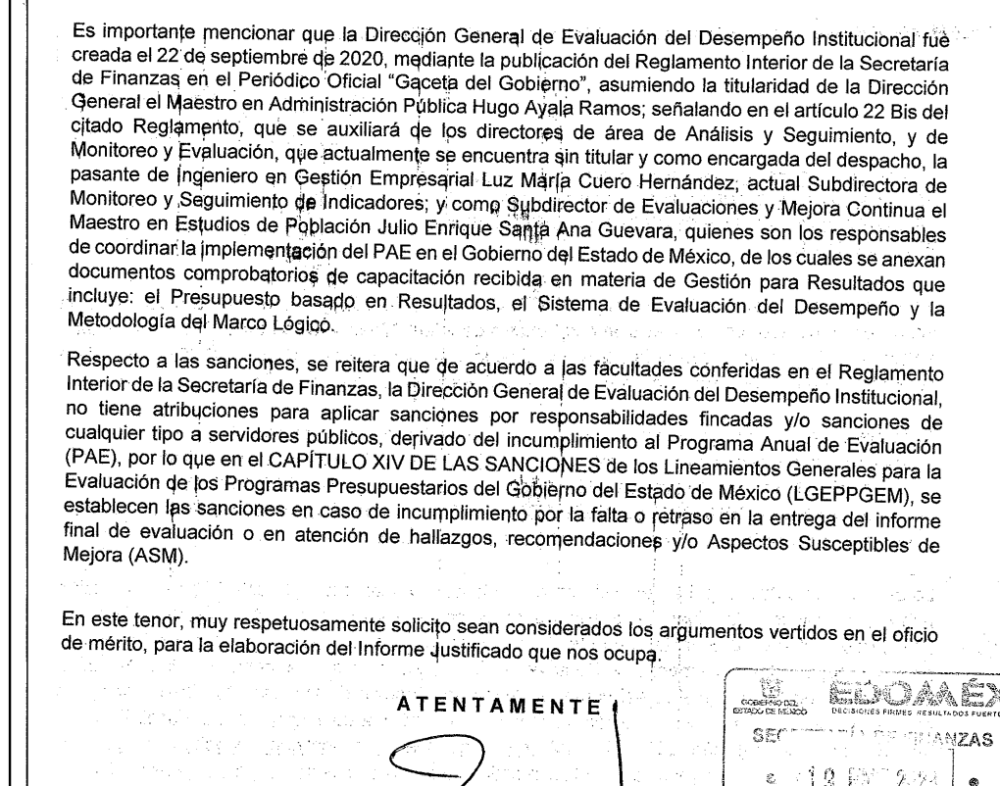 Es importante mencionar que la Dirección General de Evaluación del Desempeño Institucional fue
creada el 22 de septiembre de 2020, mediante la publicación del Reglamento Interior de la Secretaría
de Finanzas en el Periódico Oficial “Gaceta del Gobierno”, asumiendo la titularidad de la Dirección
General el Maestro en Administración Pública Hugo Ayala Ramos; señalando en el artículo 22 Bis del
citado Reglamento, que se auxiliará de los directores de área de Análisis y Seguimiento, y de
Monitoreo y Evaluación, que actualmente se encuentra sin titular y como encargada del despacho, la
pasante de Ingeniero en Gestión Empresarial Luz María Cuero Hernández, actual Subdirectora de
Monitoreo y Seguimiento de Indicadores; y como Subdirector de Evaluaciones y Mejora Continua el
Maestro en Estudios de Población Julio Enrique Santa Ana Guevara, quienes son los responsables
de coordinar la implementación del PAE en el Gobierno del Estado de México, de los cuales se anexan
documentos comprobatorios de capacitación recibida en materia de Gestión para Resultados que
incluye: el Presupuesto basado en Resultados, el Sistema de Evaluación del Desempeño y la
Metodología del Marco Lógico.
Respecto a las sanciones, se reitera que de acuerdo a las facultades conferidas en el Reglamento
Interior de la Secretaría de Finanzas, la Dirección General de Evaluación del Desempeño Institucional,
no tiene atribuciones para aplicar sanciones por responsabilidades fincadas y/o sanciones de
cualquier tipo a servidores públicos, derivado del incumplimiento al Programa Anual de Evaluación
(PAE), por lo que en el CAPÍTULO XIV DE LAS SANCIONES de los Lineamientos Generales para la
Evaluación de los Programas Presupuestarios del Gobierno del Estado de México (LGEPPGEM), se
establecen las sanciones en caso de incumplimiento por la falta o retraso en la entrega del informe
final de evaluación o en atención de hallazgos, recomendaciones y/o Aspectos Susceptibles de
Mejora (ASM).
En este tenor, muy respetuosamente solicito sean considerados los argumentos vertidos en el oficio
de mérito, para la elaboración del Informe Justificado que nos ocupa.
ATENTAMENTE
GOBIERNO DEL
ESTADO DE MÉXICO
EDOMÉX
DECISIONES FIRMES, RESULTADOS FUERTES